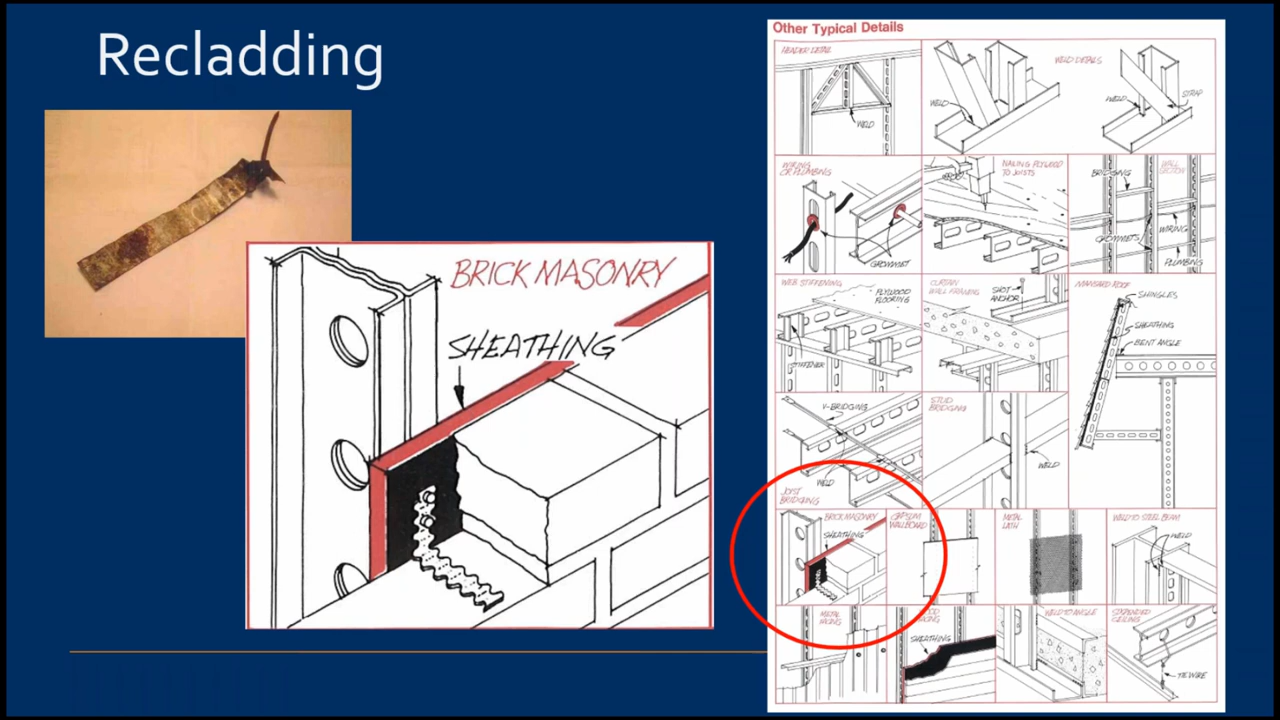 Recladding
BRICK MASONRY
SHEATHING
Other Typical Details
HEADER DETAIL
WELD
WELD DETAILS
WELD
WELD
STRAP
WIRING
OR PLUMBING
GROMMET
NAILING PLYWOOD
TO JOISTS
BRIDGING
WALL
SECTION
GROMMETS
WIRING
PLUMBING
WEB STIFFENING
PLYWOOD
FLOORING
STIFFENER
CURTAIN
WALL FRAMING
SHOT
ANCHOR
MANSARD ROOF
SHINGLES
SHEATHING
BENT ANGLE
V-BRIDGING
WELD
JOIST
BRIDGING
STUD
BRIDGING
WELD
BRICK MASONRY
SHEATHING
GYPSUM
WALLBOARD
METAL
LATH
WELD TO STEEL BEAM
WELD
METAL
FACING
FACING
SHEATHING
WELD TO ANGLE
SUSPENDED
CEILING
TIE WIRE